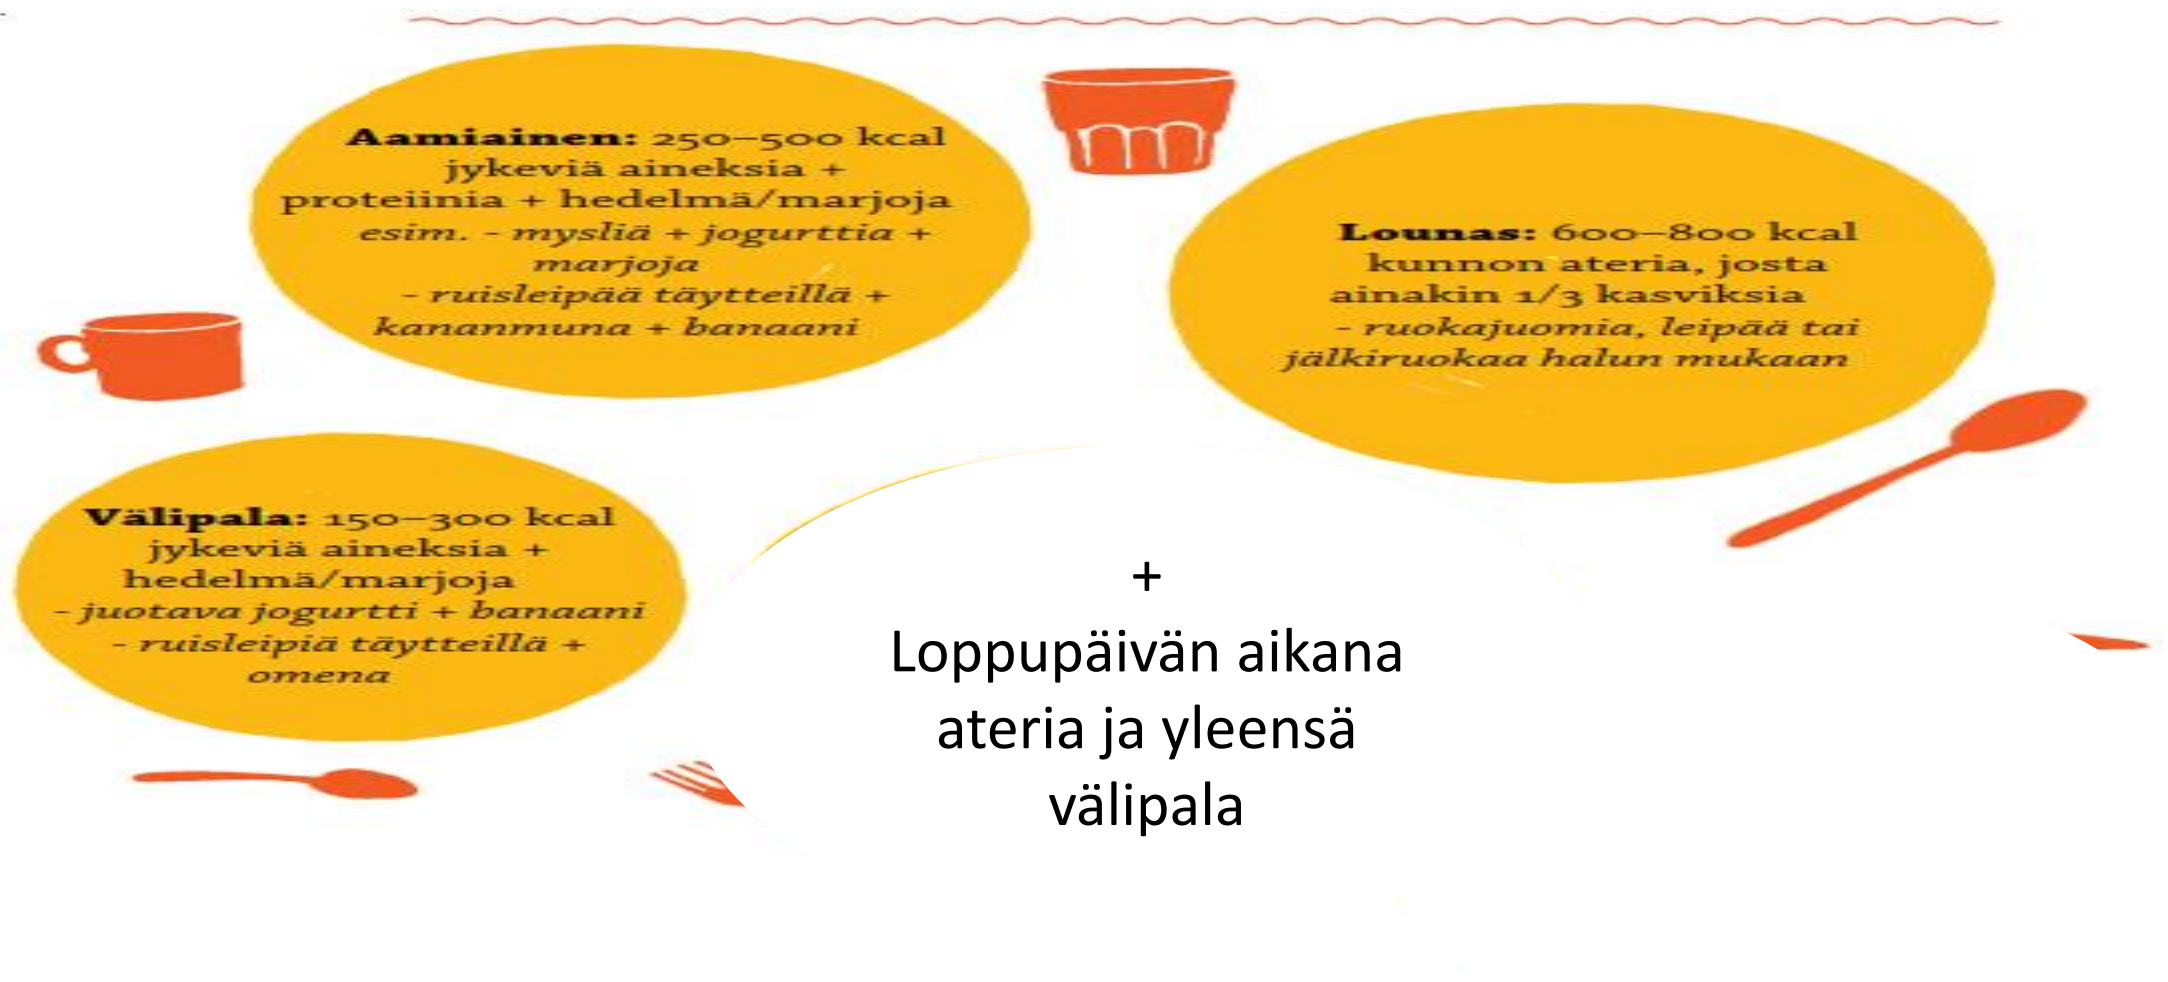 Aamiainen: 250–500 kcal
jykeviä aineksia +
proteiinia + hedelmä/marjoja
esim. - mysliä + jogurttia +
marjoja
- ruisleipää täytteillä +
kananmuna + banaani
Lounas: 600–800 kcal
kunnon ateria, josta
ainakin 1/3 kasviksia
- ruokajuomia, leipää tai
jälkiruokaa halun mukaan
Välipala: 150–300 kcal
jykeviä aineksia +
hedelmä/marjoja
- juotava jogurtti + banaani
- ruisleipiä täytteillä +
omena
+
Loppupäivän aikana
ateria ja yleensä
välipala